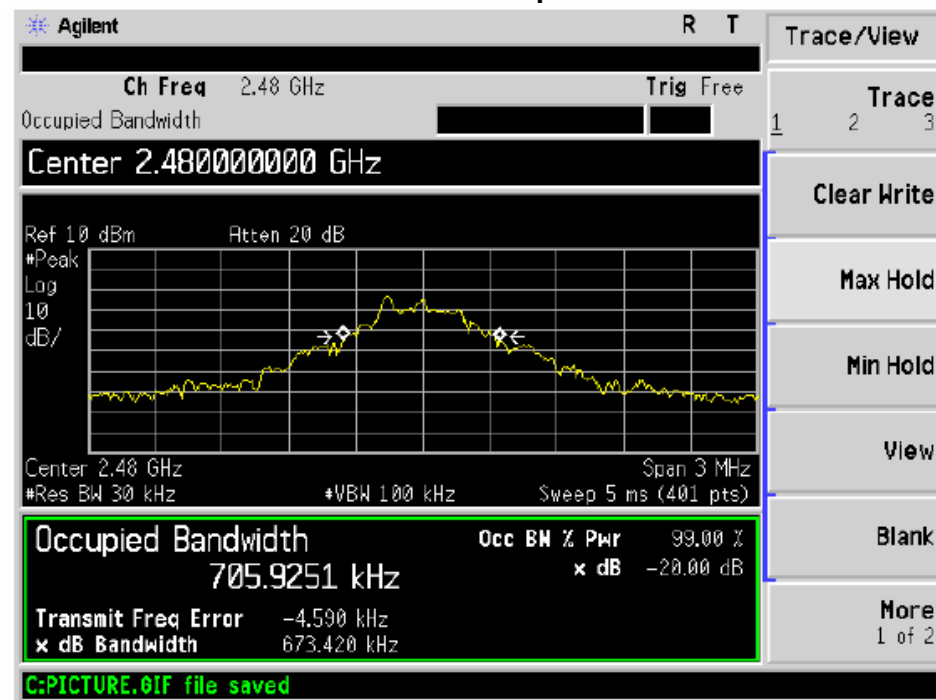 Agilent R T
Ch Freq 2.48 GHz Trig Free
Occupied Bandwidth
Center 2.480000000 GHz
Ref 10 dBm Atten 20 dB
#Peak
Log
10
dB/
Center 2.48 GHz Span 3 MHz
#Res BW 30 kHz #VBW 100 kHz Sweep 5 ms (401 pts)
Occupied Bandwidth Occ BW % Pwr 99.00 %
705.9251 kHz x dB -20.00 dB
Transmit Freq Error -4.590 kHz
x dB Bandwidth 673.420 kHz
C:PICTURE.GIF file saved
Trace/View
Trace
1 2 3
Clear Write
Max Hold
Min Hold
View
Blank
More
1 of 2